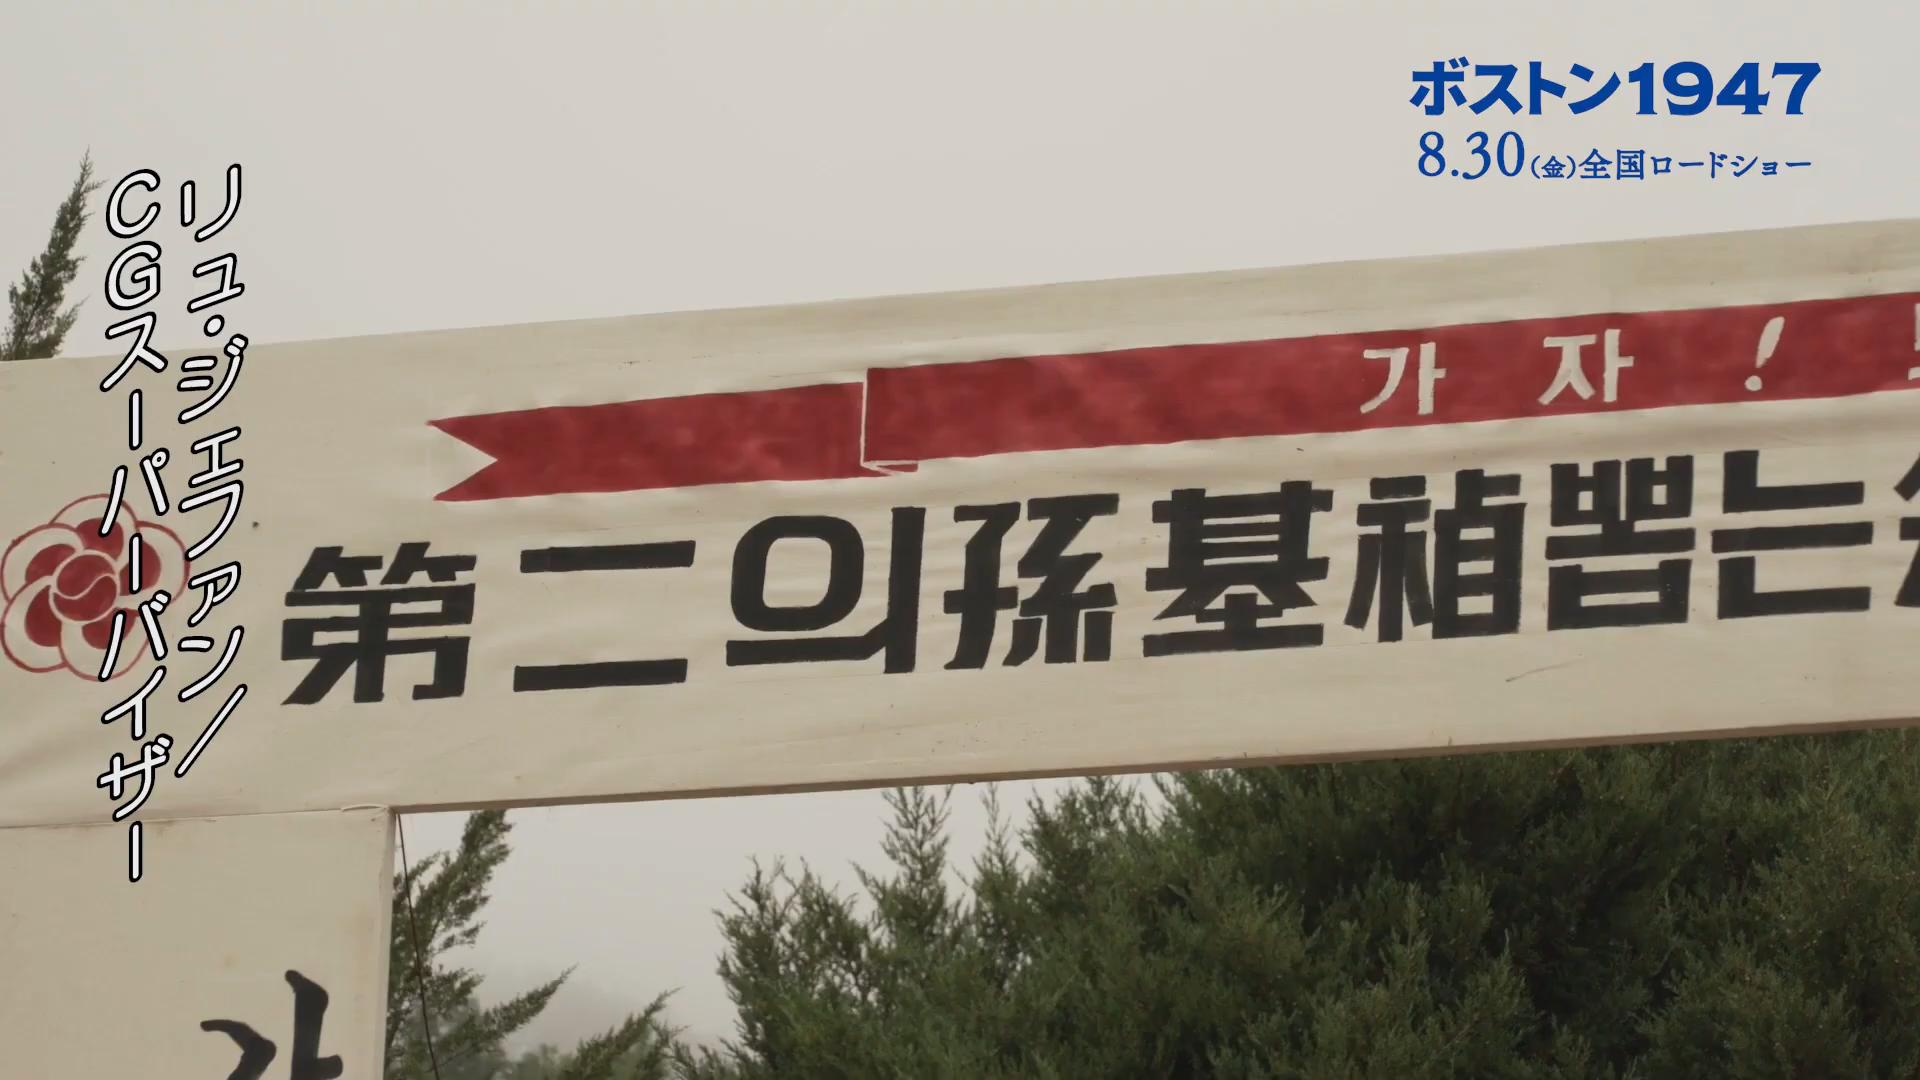 ボストン1947
8.30(金)全国ロードショー
リュ・ジェファン/
CGスーパーバイザー
가자!
第二의孫基禎뽑는
가